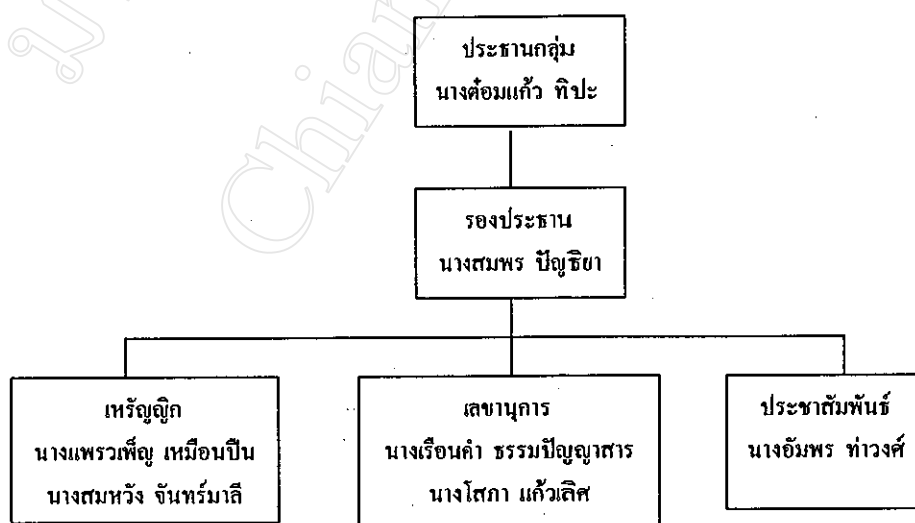 ประธานกลุ่ม
นางต๋อมแก้ว ทิปะ
รองประธาน
นางสมพร ปัญธิยา
เหรัญญิก
นางแพรวเพ็ญ เหมือนปืน
นางสมหวัง จันทร์มาลี
เลขานุการ
นางเรือนคำ ธรรมปัญญาสาร
นางโสภา แก้วเลิศ
ประชาสัมพันธ์
นางอัมพร ท่าวงศ์
Chian